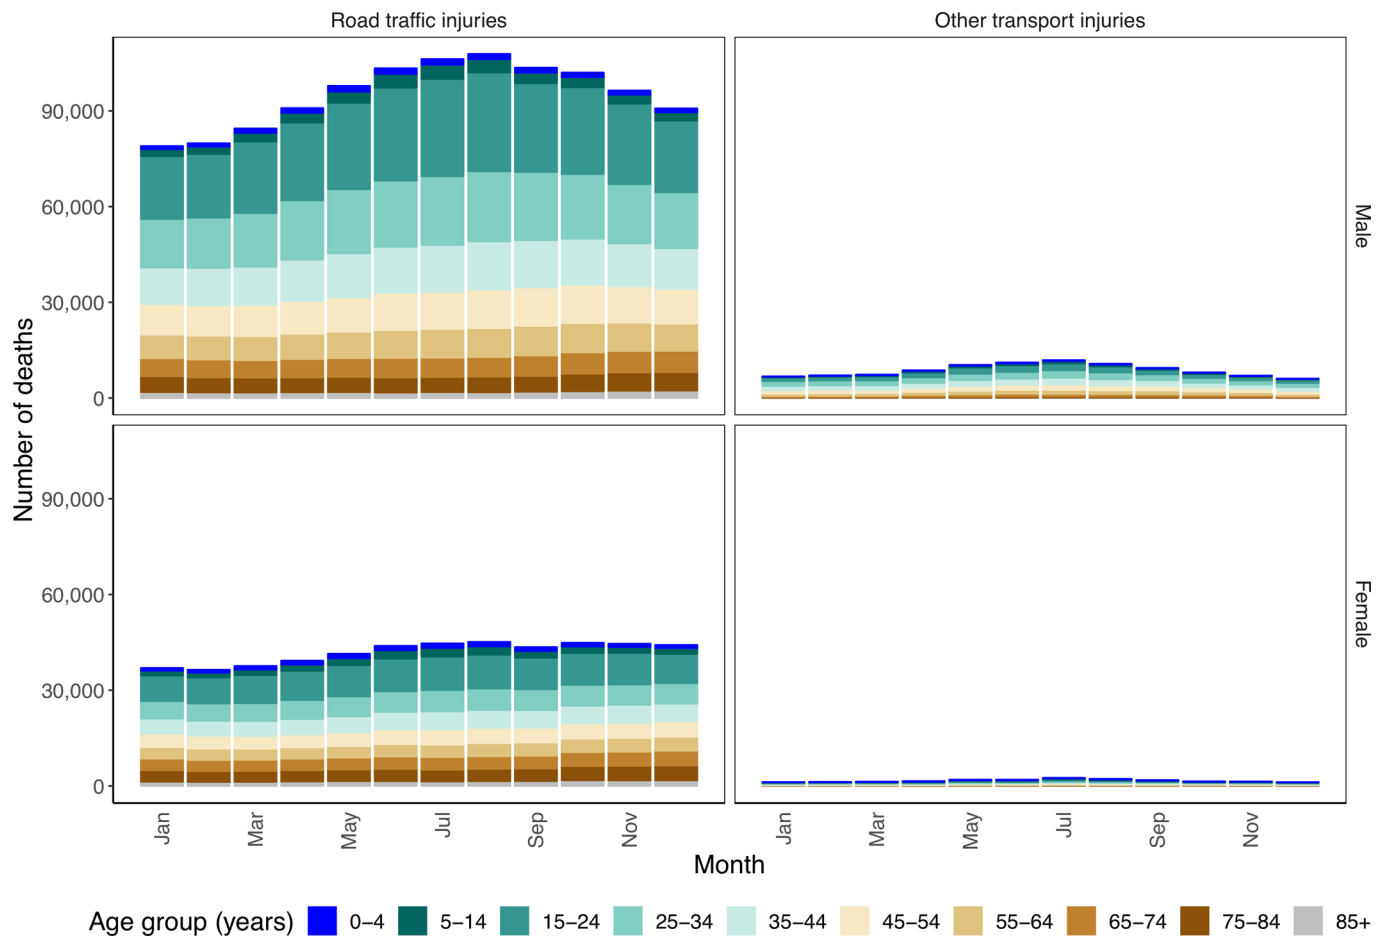 Road traffic injuries
Other transport injuries
Number of deaths
90,000
60,000
30,000
0
Male
90,000
60,000
30,000
0
Female
Jan
Mar
May
Jul
Sep
Nov
Jan
Mar
May
Jul
Sep
Nov
Month
Age group (years) 0−4 5−14 15−24 25−34 35−44 45−54 55−64 65−74 75−84 85+